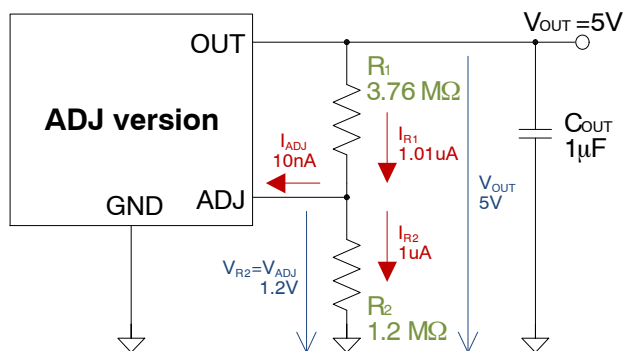 VOUT =5V
OUT
R1
3.76 MΩ
ADJ version
IADJ
10nA
IR1
1.01uA
COUT
1µF
VOUT
5V
ADJ
GND
VR2=VADJ
1.2V
IR2
1uA
R2
1.2 MΩ